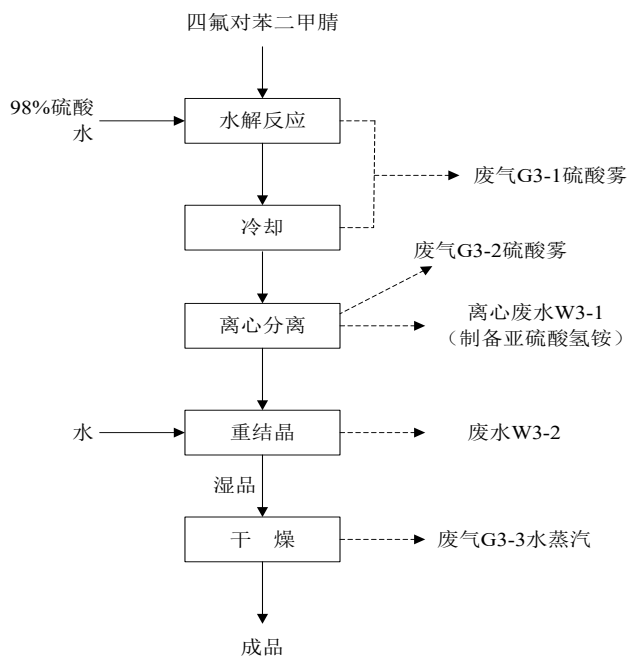 四氟对苯二甲腈
98%硫酸
水
水解反应
废气G3-1硫酸雾
冷却
废气G3-2硫酸雾
离心分离
离心废水W3-1
（制备亚硫酸氢铵）
水
重结晶
废水W3-2
湿品
干 燥
废气G3-3水蒸汽
成品